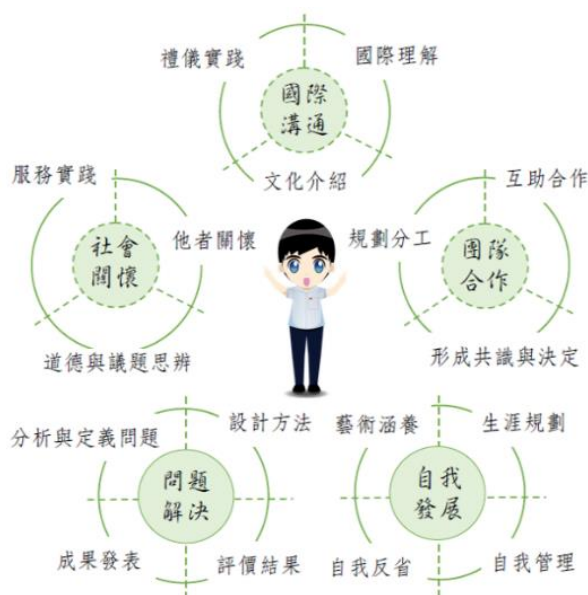 禮儀實踐
國際理解
國際
溝通
文化介紹
服務實踐
他者關懷
社會
關懷
道德與議題思辨
互助合作
規劃分工
團隊
合作
形成共識與決定
分析與定義問題
設計方法
問題
解決
成果發表
評價結果
藝術涵養
生涯規劃
自我
發展
自我反省
自我管理